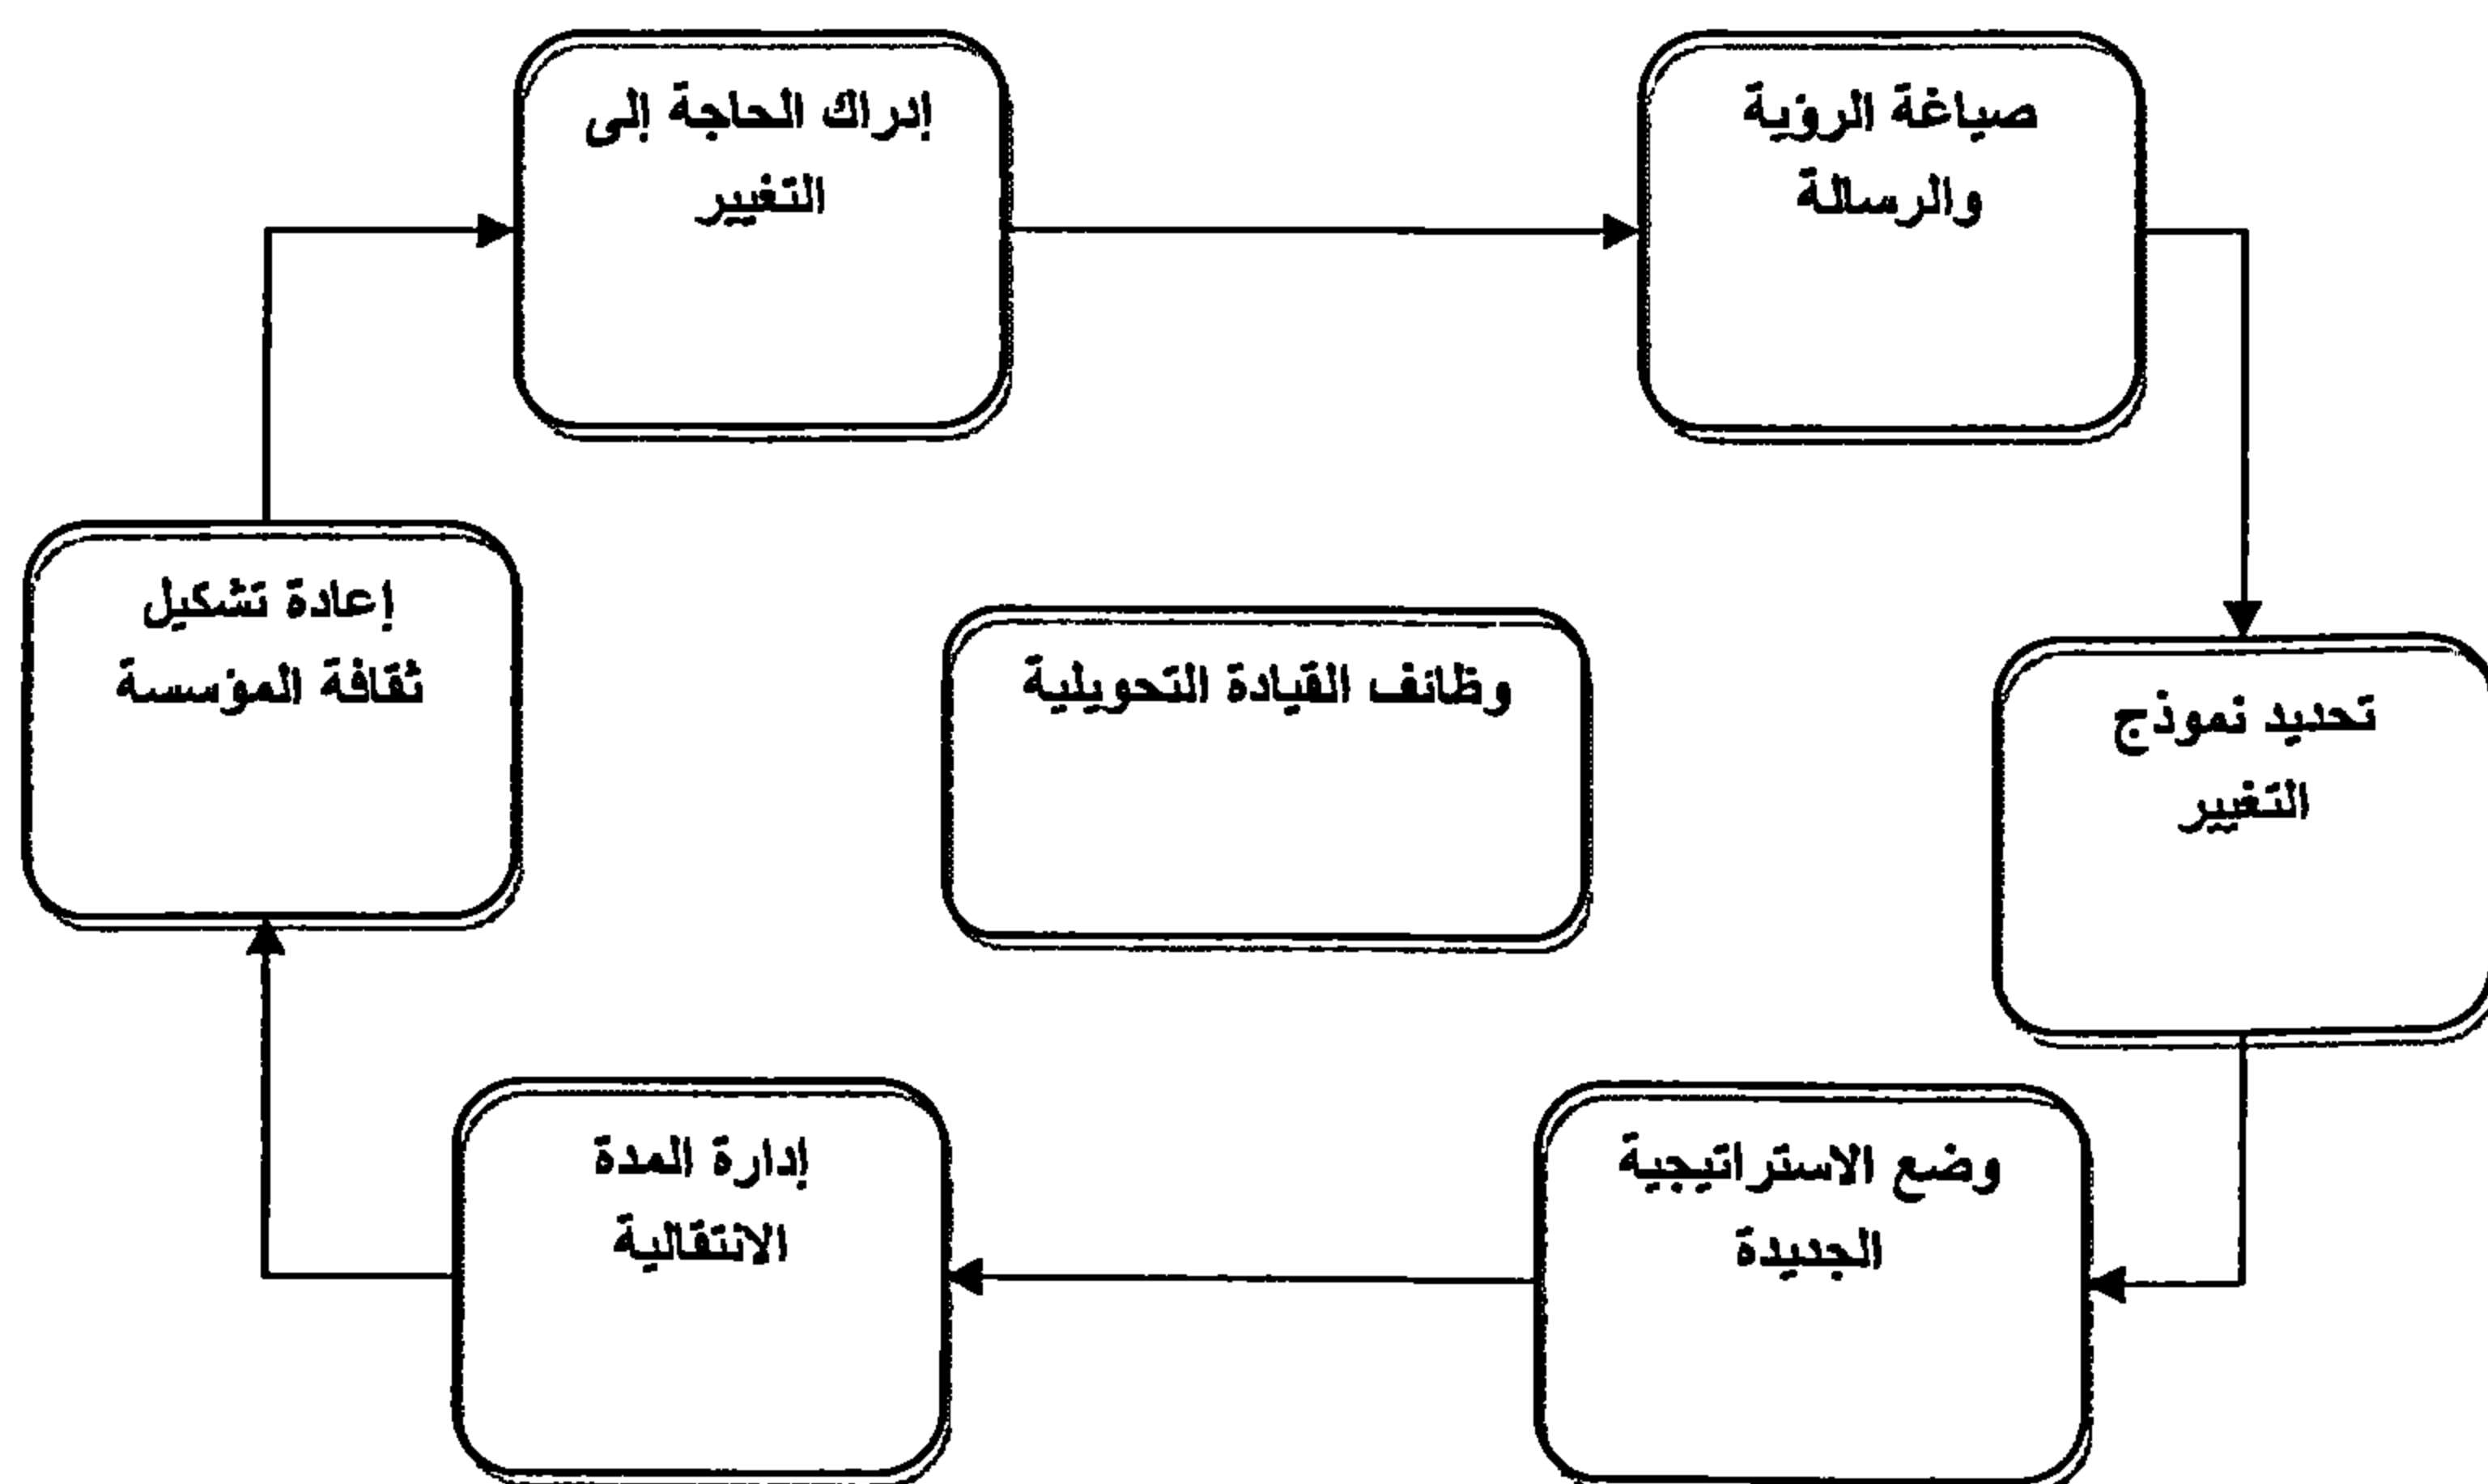 إدراك الحاجة إلى
التغيير
صياغة الرؤية
والرسالة
تحديد نموذج
التغيير
وضع الاستراتيجية
الجديدة
إدارة المدة
الانتقالية
إعادة تشكيل
ثقافة المؤسسة
وظائف القيادة التحويلية